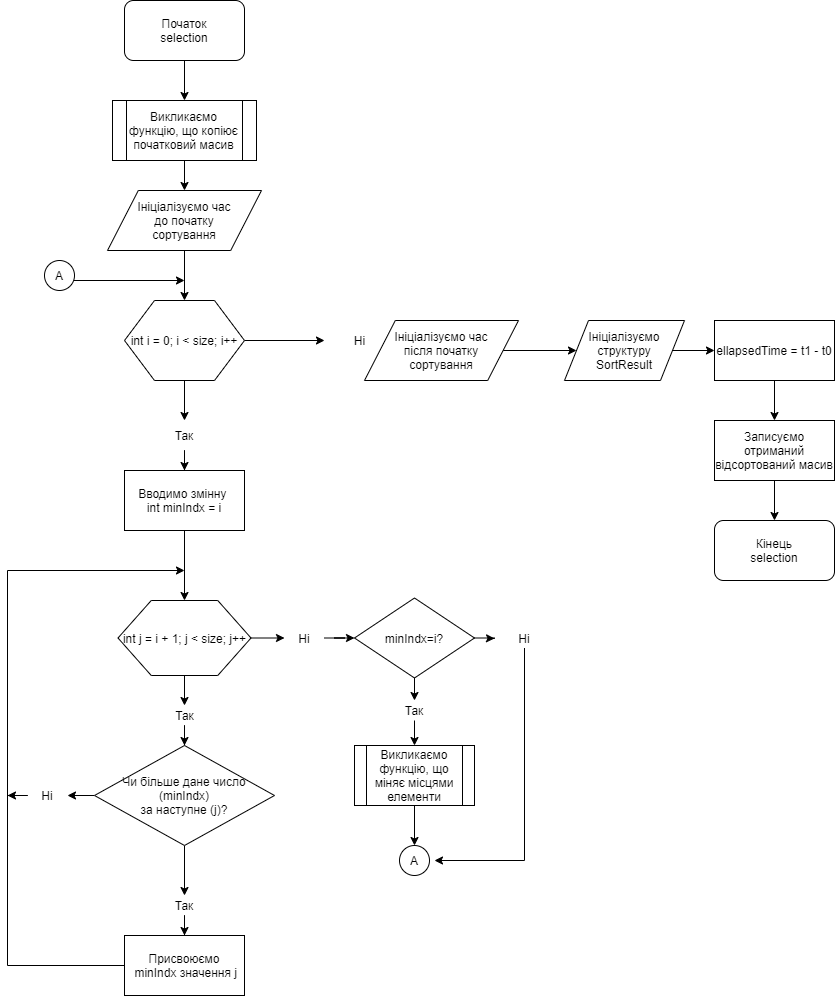 Початок
selection
Викликаємо
функцію, що копіює
початковий масив
Ініціалізуємо час
до початку
сортування
A
int i = 0; i < size; i++
Ні
Ініціалізуємо час
після початку
сортування
Ініціалізуємо
структуру
SortResult
ellapsedTime = t1 - t0
Так
Записуємо
отриманий
відсортований масив
Вводимо змінну
int minIndx = i
Кінець
selection
int j = i + 1; j < size; j++
Ні
minIndx=i?
Ні
Так
Так
Викликаємо
функцію, що
міняє місцями
елементи
Чи більше дане число
(minIndx)
за наступне (j)?
Ні
A
Так
Присвоюємо
minIndx значення j